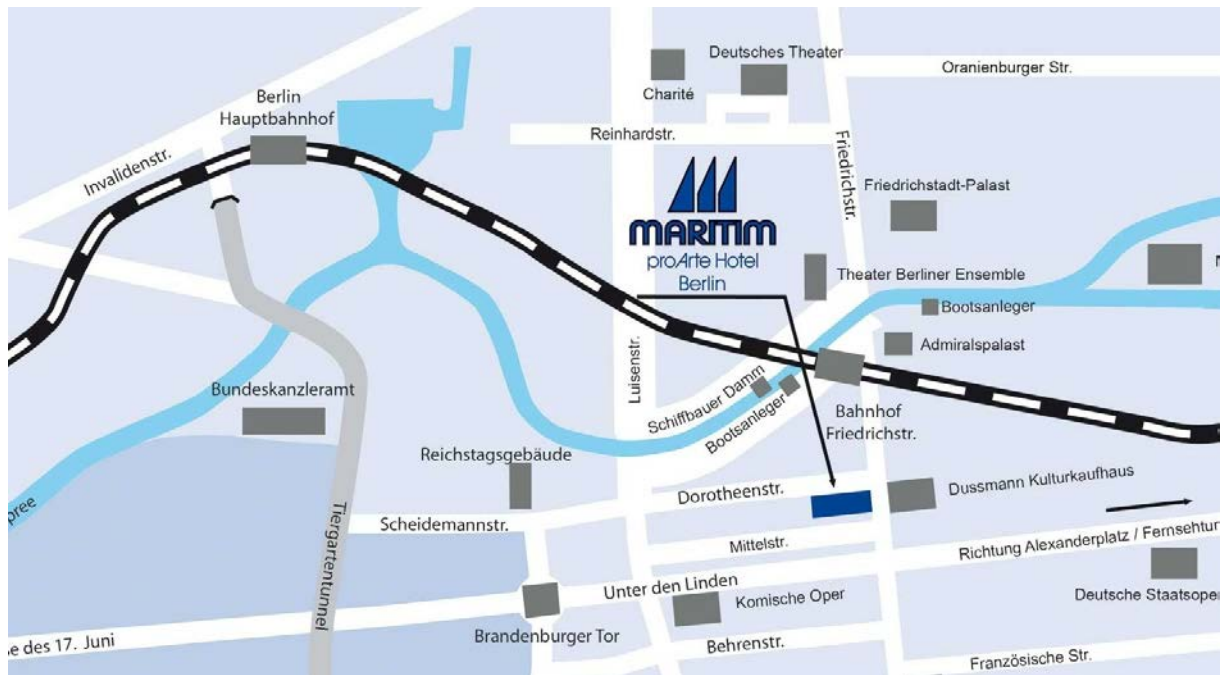 Deutsches Theater
Oranienburger Str.
Charité
Berlin
Hauptbahnhof
Reinhardstr.
Invalidenstr.
Friedrichstr.
Friedrichstadt-Palast
MARITIM
proArte Hotel
Berlin
Theater Berliner Ensemble
Bootsanleger
Admiralspalast
Luisenstr.
Schiffbauer Damm
Bootsanleger
Bundeskanzleramt
Bahnhof
Friedrichstr.
Reichstagsgebäude
Dussmann Kulturkaufhaus
Dorotheenstr.
pree
Tiergartentunnel
Scheidemannstr.
Mittelstr.
Richtung Alexanderplatz / Fernsehtu
Unter den Linden
Komische Oper
Deutsche Staatsope
Brandenburger Tor
Behrenstr.
e des 17. Juni
Französische Str.